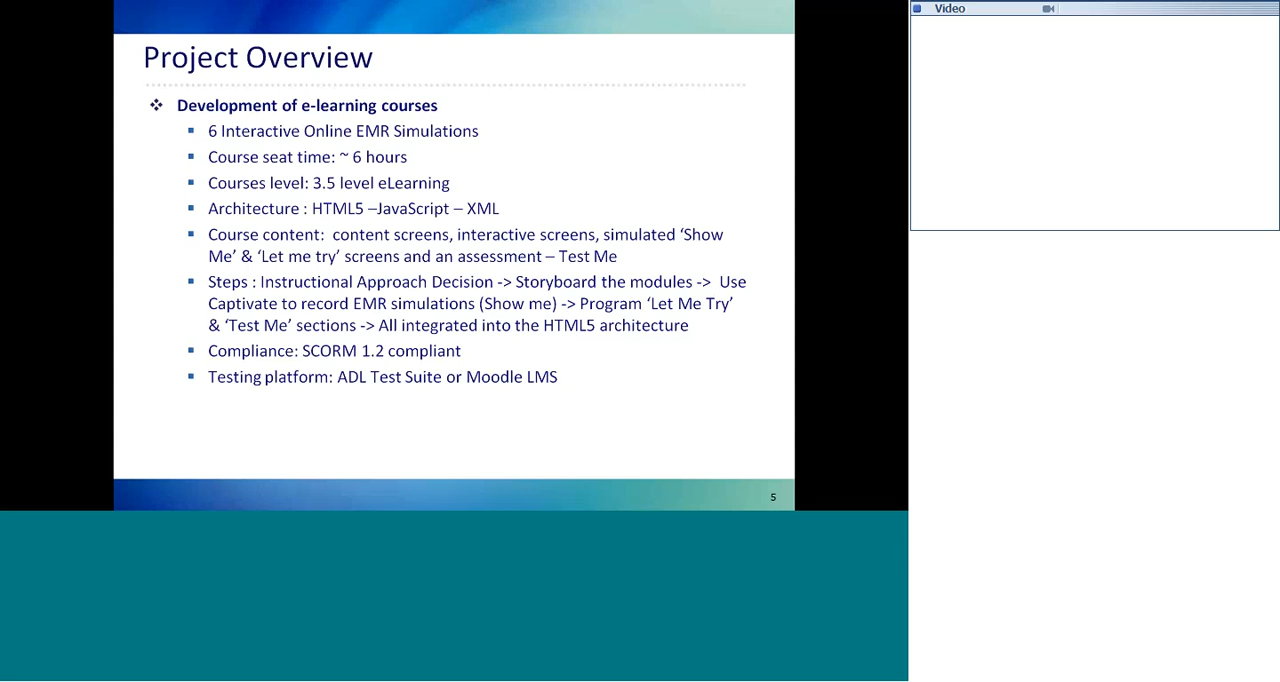 Video
Project Overview
❖ Development of e-learning courses
▪ 6 Interactive Online EMR Simulations
▪ Course seat time: ~ 6 hours
▪ Courses level: 3.5 level eLearning
▪ Architecture : HTML5 –JavaScript – XML
▪ Course content:  content screens, interactive screens, simulated ‘Show
Me’ & ‘Let me try’ screens and an assessment – Test Me
▪ Steps : Instructional Approach Decision -> Storyboard the modules ->  Use
Captivate to record EMR simulations (Show me) -> Program ‘Let Me Try’
& ‘Test Me’ sections -> All integrated into the HTML5 architecture
▪ Compliance: SCORM 1.2 compliant
▪ Testing platform: ADL Test Suite or Moodle LMS
5